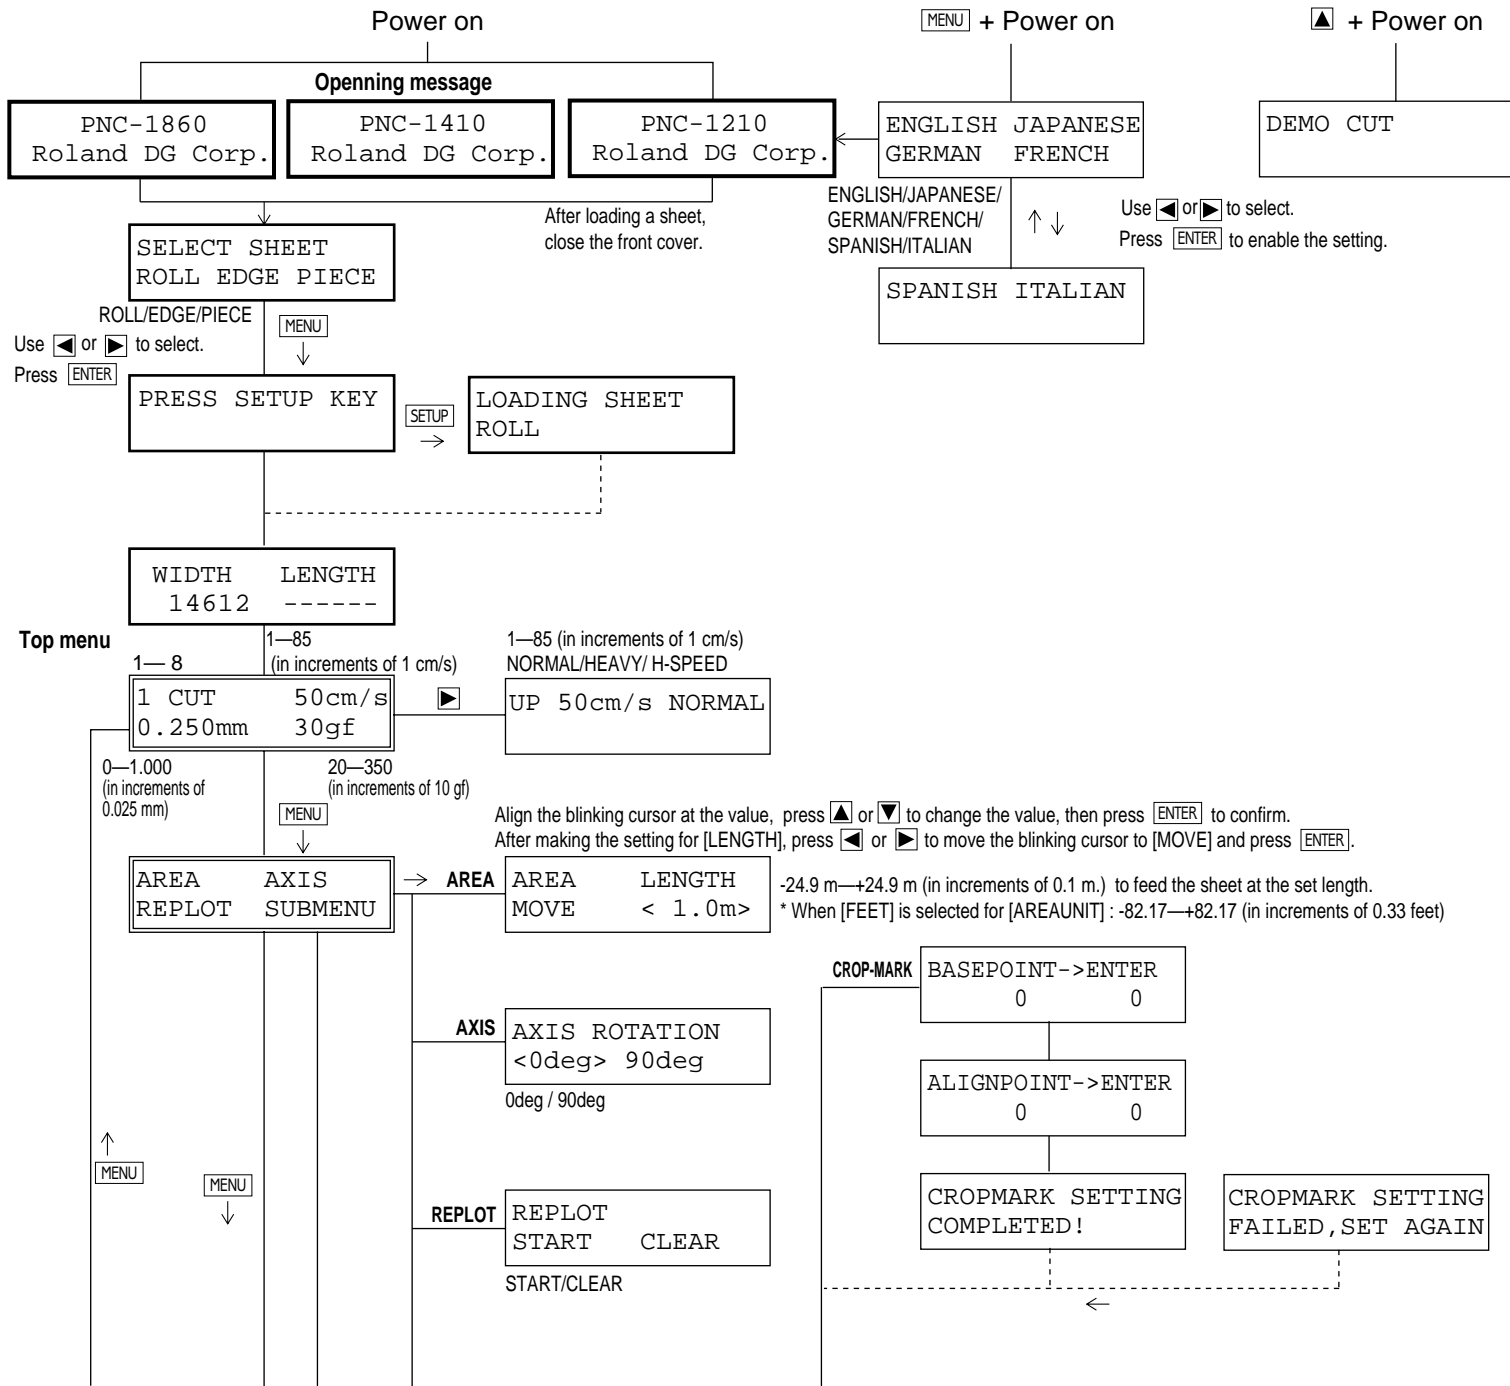 Power on
MENU + Power on
▲ + Power on
Openning message
PNC-1860
Roland DG Corp.
PNC-1410
Roland DG Corp.
PNC-1210
Roland DG Corp.
ENGLISH JAPANESE
GERMAN FRENCH
DEMO CUT
ENGLISH/JAPANESE/
GERMAN/FRENCH/
SPANISH/ITALIAN
↑ ↓
Use ◀ or ▶ to select.
Press ENTER to enable the setting.
After loading a sheet,
close the front cover.
SELECT SHEET
ROLL EDGE PIECE
SPANISH ITALIAN
ROLL/EDGE/PIECE
MENU
↓
Use ◀ or ▶ to select.
Press ENTER
PRESS SETUP KEY
SETUP
→
LOADING SHEET
ROLL
WIDTH LENGTH
14612 ------
Top menu
1— 8
1—85
(in increments of 1 cm/s)
1—85 (in increments of 1 cm/s)
NORMAL/HEAVY/ H-SPEED
1 CUT 50cm/s
0.250mm 30gf
▶
UP 50cm/s NORMAL
0—1.000
(in increments of
0.025 mm)
20—350
(in increments of 10 gf)
MENU
↓
Align the blinking cursor at the value, press ▲ or ▼ to change the value, then press ENTER to confirm.
After making the setting for [LENGTH], press ◀ or ▶ to move the blinking cursor to [MOVE] and press ENTER.
AREA AXIS
REPLOT SUBMENU
→ AREA
AREA LENGTH
MOVE < 1.0m>
-24.9 m—+24.9 m (in increments of 0.1 m.) to feed the sheet at the set length.
* When [FEET] is selected for [AREAUNIT] : -82.17—+82.17 (in increments of 0.33 feet)
CROP-MARK
BASEPOINT->ENTER
0 0
AXIS
AXIS ROTATION
<0deg> 90deg
0deg / 90deg
ALIGNPOINT->ENTER
0 0
↑
MENU
MENU
↓
REPLOT
REPLOT
START CLEAR
START/CLEAR
CROPMARK SETTING
COMPLETED!
CROPMARK SETTING
FAILED,SET AGAIN
←